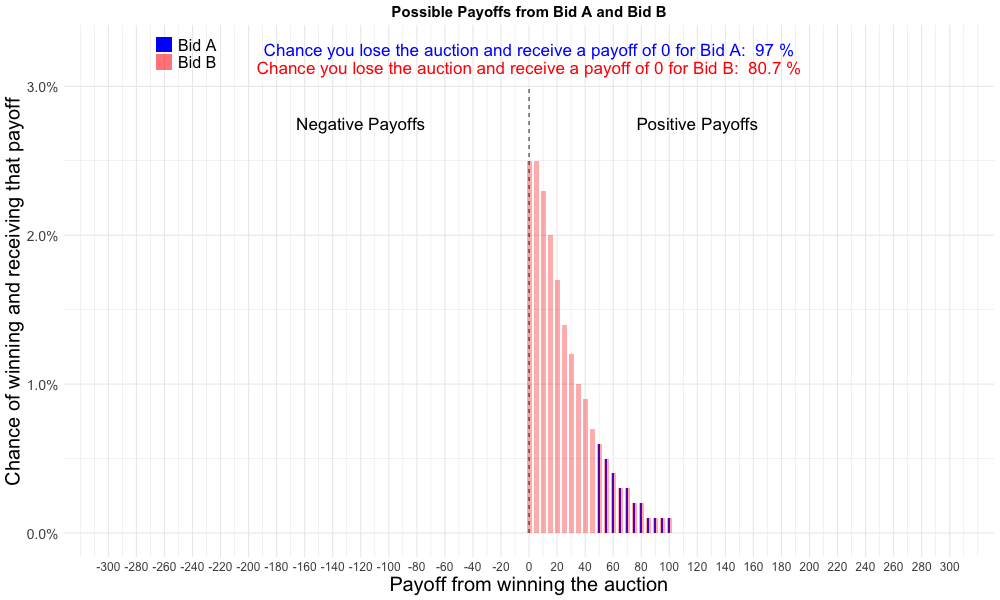 Possible Payoffs from Bid A and Bid B
Bid A
Bid B
Chance you lose the auction and receive a payoff of 0 for Bid A:  97 %
Chance you lose the auction and receive a payoff of 0 for Bid B:  80.7 %
Negative Payoffs
Positive Payoffs
Chance of winning and receiving that payoff
3.0%
2.0%
1.0%
0.0%
-300 -280 -260 -240 -220 -200 -180 -160 -140 -120 -100 -80 -60 -40 -20 0 20 40 60 80 100 120 140 160 180 200 220 240 260 280 300
Payoff from winning the auction